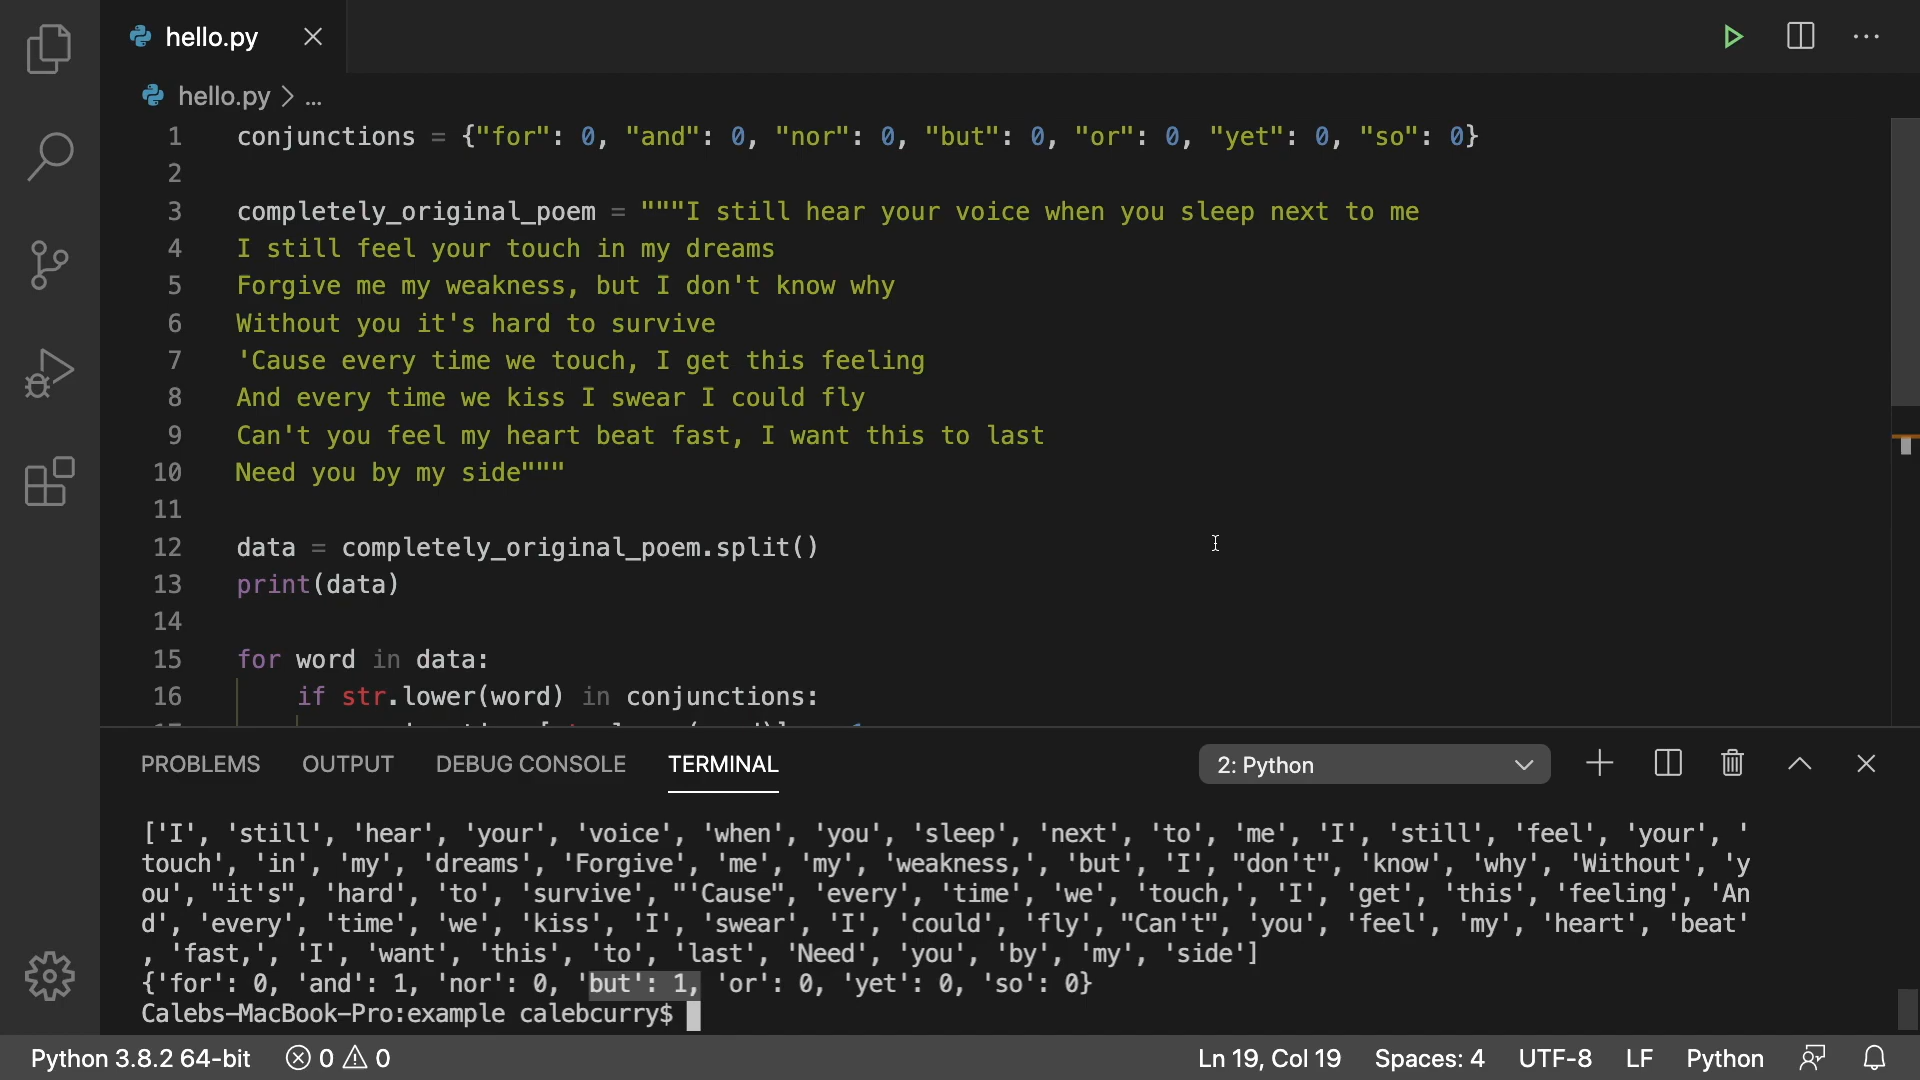 hello.py
hello.py > ...
1 conjunctions = {"for": 0, "and": 0, "nor": 0, "but": 0, "or": 0, "yet": 0, "so": 0}
2
3 completely_original_poem = """I still hear your voice when you sleep next to me
4 I still feel your touch in my dreams
5 Forgive me my weakness, but I don't know why
6 Without you it's hard to survive
7 'Cause every time we touch, I get this feeling
8 And every time we kiss I swear I could fly
9 Can't you feel my heart beat fast, I want this to last
10 Need you by my side"""
11
12 data = completely_original_poem.split()
13 print(data)
14
15 for word in data:
16 if str.lower(word) in conjunctions:
PROBLEMS OUTPUT DEBUG CONSOLE TERMINAL 2: Python
['I', 'still', 'hear', 'your', 'voice', 'when', 'you', 'sleep', 'next', 'to', 'me', 'I', 'still', 'feel', 'your', '
touch', 'in', 'my', 'dreams', 'Forgive', 'me', 'my', 'weakness,', 'but', 'I', "don't", 'know', 'why', 'Without', 'y
ou', "it's", 'hard', 'to', 'survive', "'Cause", 'every', 'time', 'we', 'touch,', 'I', 'get', 'this', 'feeling', 'An
d', 'every', 'time', 'we', 'kiss', 'I', 'swear', 'I', 'could', 'fly', "Can't", 'you', 'feel', 'my', 'heart', 'beat'
, 'fast,', 'I', 'want', 'this', 'to', 'last', 'Need', 'you', 'by', 'my', 'side']
{'for': 0, 'and': 1, 'nor': 0, 'but': 1, 'or': 0, 'yet': 0, 'so': 0}
Calebs-MacBook-Pro:example calebcurry$
Python 3.8.2 64-bit 0 0 Ln 19, Col 19 Spaces: 4 UTF-8 LF Python